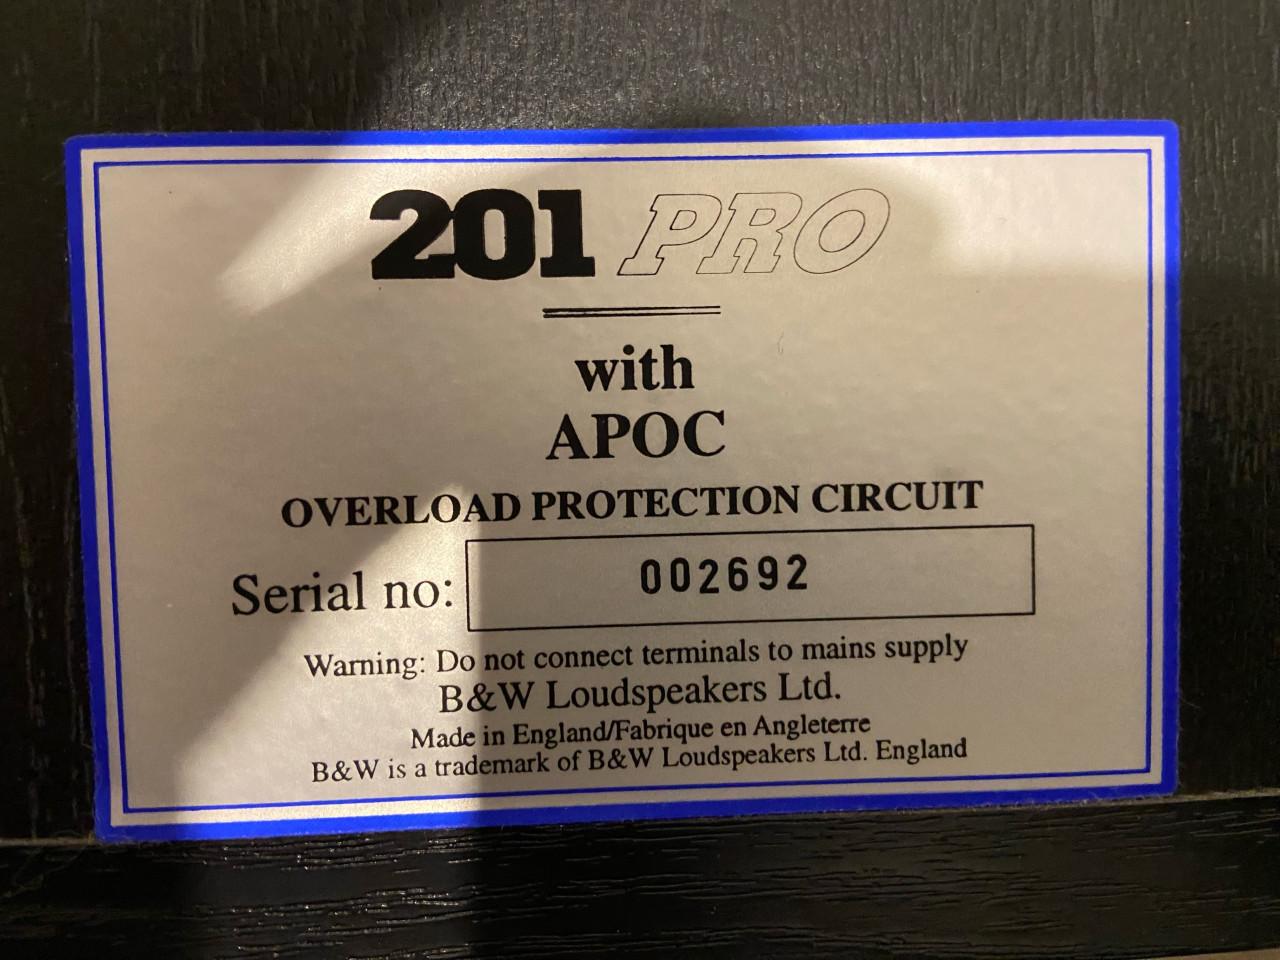 201 PRO
with
APOC
OVERLOAD PROTECTION CIRCUIT
Serial no: 002692
Warning: Do not connect terminals to mains supply
B&W Loudspeakers Ltd.
Made in England/Fabrique en Angleterre
B&W is a trademark of B&W Loudspeakers Ltd. England